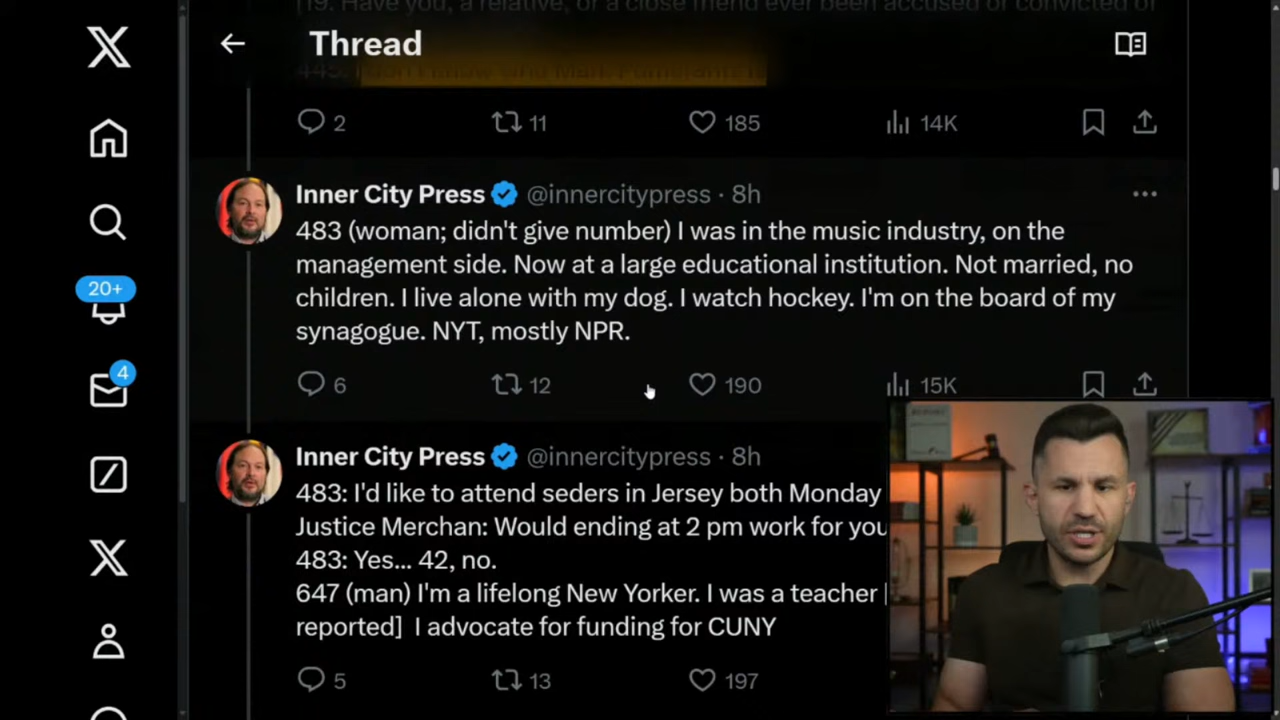 [19. Have you, a relative, or a close friend ever been accused or convicted of
Thread
445: I don't know who Mark Pomerantz is
2 11 185 14K
Inner City Press @innercitypress · 8h
483 (woman; didn't give number) I was in the music industry, on the
management side. Now at a large educational institution. Not married, no
children. I live alone with my dog. I watch hockey. I'm on the board of my
synagogue. NYT, mostly NPR.
20+
6 12 190 15K
4
Inner City Press @innercitypress · 8h
483: I'd like to attend seders in Jersey both Monday
Justice Merchan: Would ending at 2 pm work for you
483: Yes... 42, no.
647 (man) I'm a lifelong New Yorker. I was a teacher
reported] I advocate for funding for CUNY
5 13 197